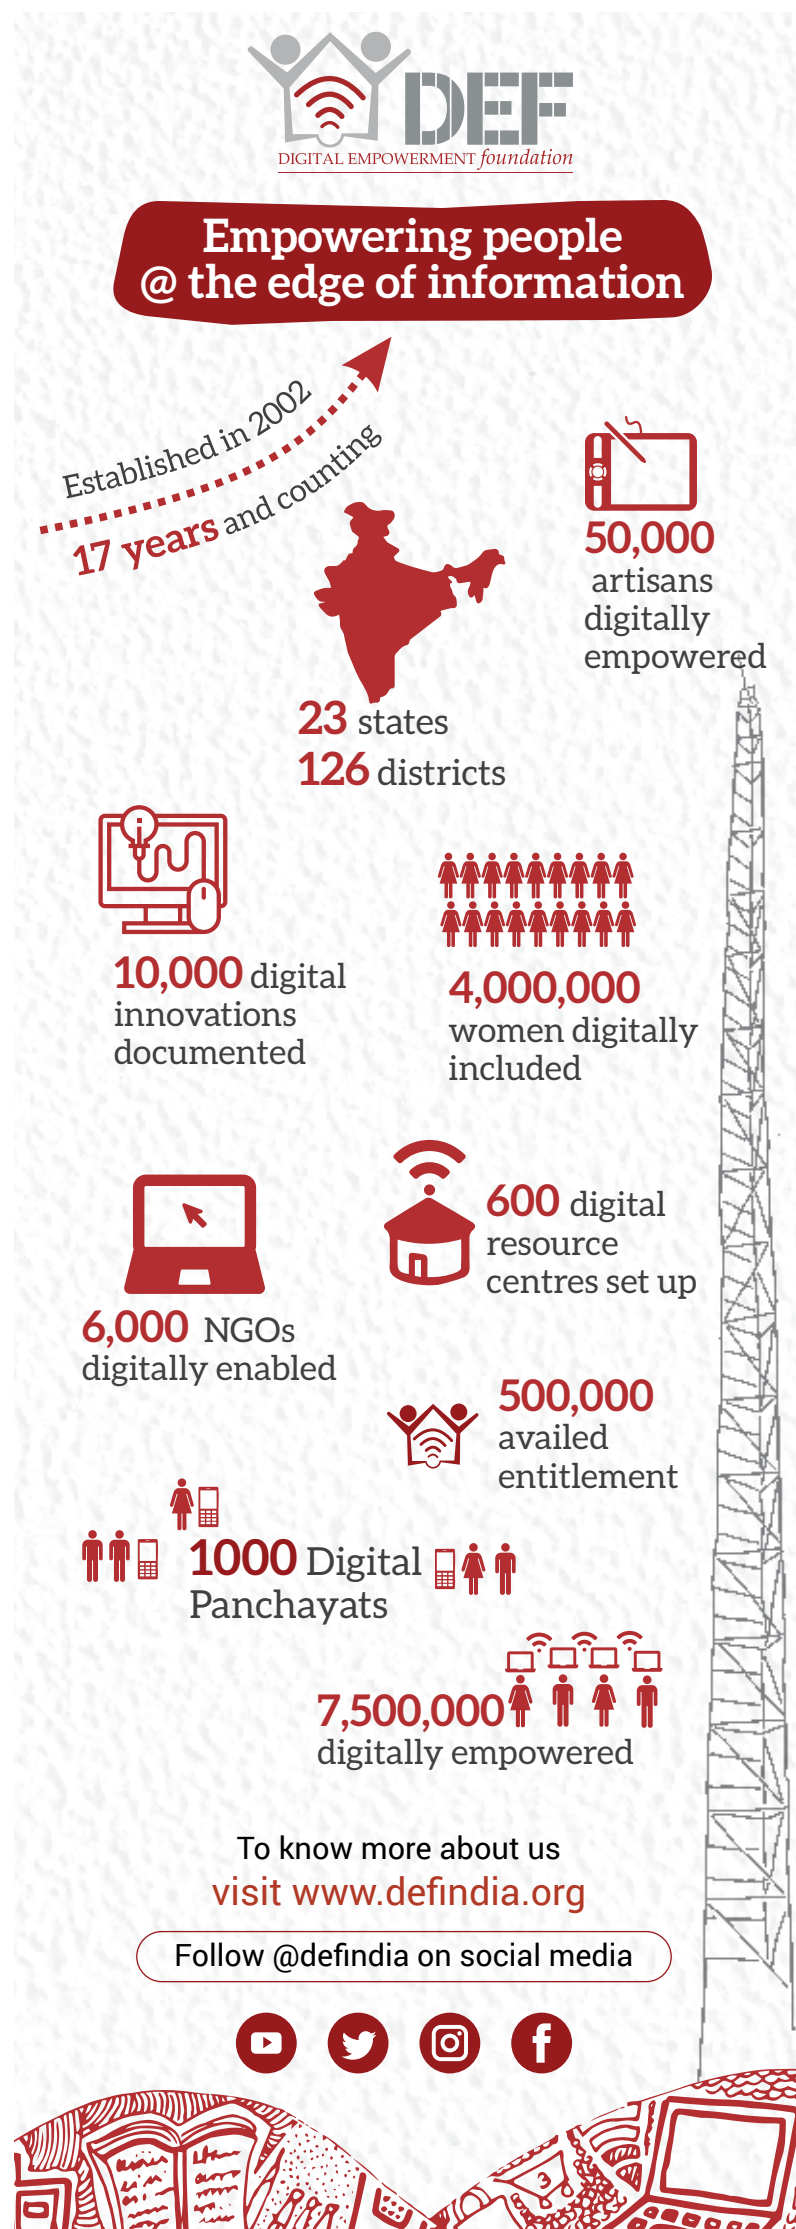 DEF
DIGITAL EMPOWERMENT foundation
Empowering people
@ the edge of information
Established in 2002
17 years and counting
50,000
artisans
digitally
empowered
23 states
126 districts
10,000 digital
innovations
documented
4,000,000
women digitally
included
600 digital
resource
centres set up
6,000 NGOs
digitally enabled
500,000
availed
entitlement
1000 Digital
Panchayats
7,500,000
digitally empowered
To know more about us
visit www.defindia.org
Follow @defindia on social media